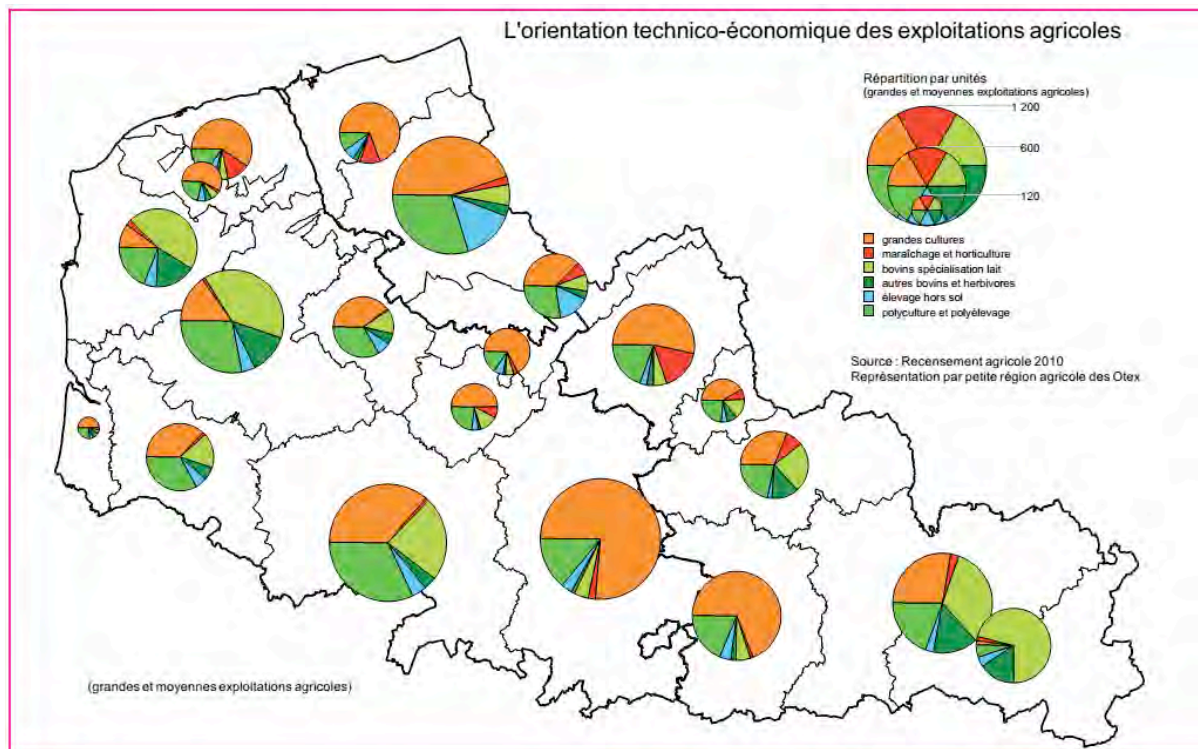 L'orientation technico-économique des exploitations agricoles
Répartition par unités
(grandes et moyennes exploitations agricoles)
1 200
600
120
grandes cultures
maraîchage et horticulture
bovins spécialisation lait
autres bovins et herbivores
élevage hors sol
polyculture et polyélevage
Source : Recensement agricole 2010
Représentation par petite région agricole des Otex
(grandes et moyennes exploitations agricoles)